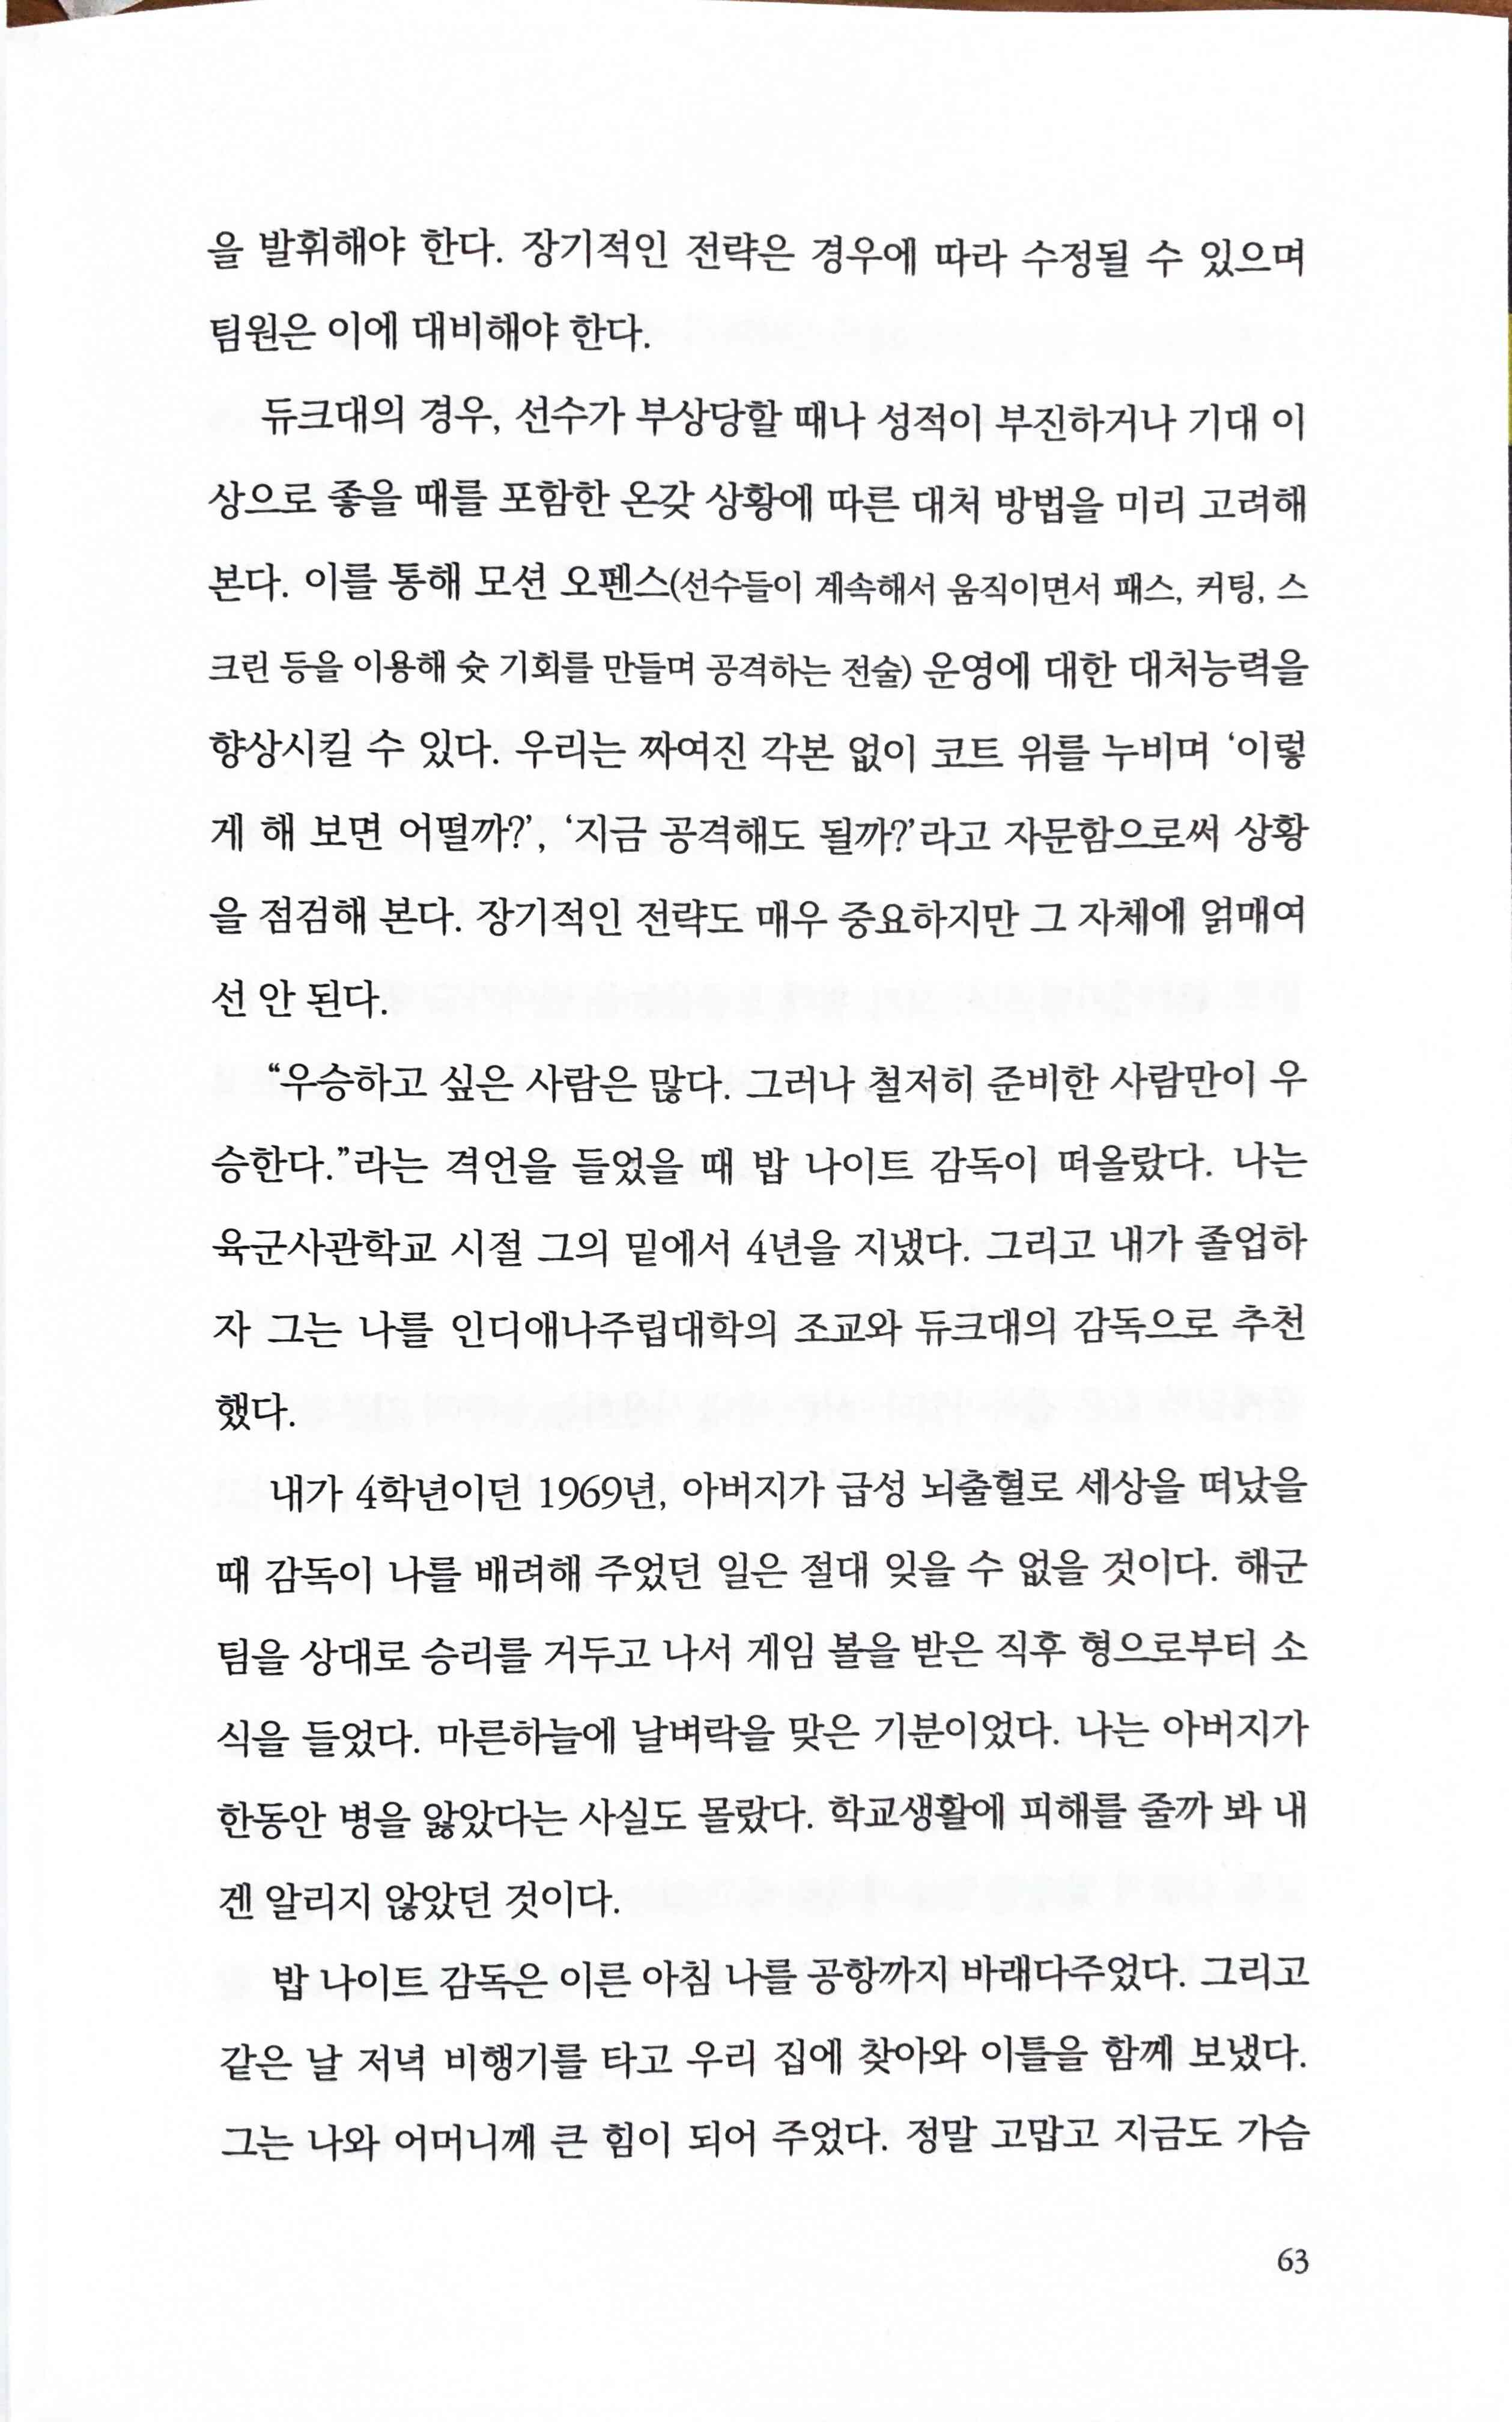 을 발휘해야 한다. 장기적인 전략은 경우에 따라 수정될 수 있으며
팀원은 이에 대비해야 한다.
듀크대의 경우, 선수가 부상당할 때나 성적이 부진하거나 기대 이
상으로 좋을 때를 포함한 온갖 상황에 따른 대처 방법을 미리 고려해
본다. 이를 통해 모션 오펜스(선수들이 계속해서 움직이면서 패스, 커팅, 스
크린 등을 이용해 슛 기회를 만들며 공격하는 전술) 운영에 대한 대처능력을
향상시킬 수 있다. 우리는 짜여진 각본 없이 코트 위를 누비며 ‘이렇
게 해 보면 어떨까?’, ‘지금 공격해도 될까?’라고 자문함으로써 상황
을 점검해 본다. 장기적인 전략도 매우 중요하지만 그 자체에 얽매여
선 안 된다.
“우승하고 싶은 사람은 많다. 그러나 철저히 준비한 사람만이 우
승한다.”라는 격언을 들었을 때 밥 나이트 감독이 떠올랐다. 나는
육군사관학교 시절 그의 밑에서 4년을 지냈다. 그리고 내가 졸업하
자 그는 나를 인디애나주립대학의 조교와 듀크대의 감독으로 추천
했다.
내가 4학년이던 1969년, 아버지가 급성 뇌출혈로 세상을 떠났을
때 감독이 나를 배려해 주었던 일은 절대 잊을 수 없을 것이다. 해군
팀을 상대로 승리를 거두고 나서 게임 볼을 받은 직후 형으로부터 소
식을 들었다. 마른하늘에 날벼락을 맞은 기분이었다. 나는 아버지가
한동안 병을 앓았다는 사실도 몰랐다. 학교생활에 피해를 줄까 봐 내
겐 알리지 않았던 것이다.
밥 나이트 감독은 이른 아침 나를 공항까지 바래다주었다. 그리고
같은 날 저녁 비행기를 타고 우리 집에 찾아와 이틀을 함께 보냈다.
그는 나와 어머니께 큰 힘이 되어 주었다. 정말 고맙고 지금도 가슴
63